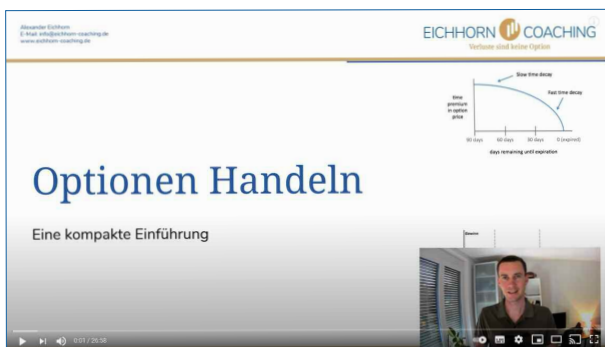 Alexander Eichhorn
E-Mail: info@eichhorn-coaching.de
www.eichhorn-coaching.de
EICHHORN COACHING
Verluste sind keine Option
Slow time decay
Fast time decay
time
premium
in option
price
90 days 60 days 30 days 0 (expired)
days remaining until expiration
Optionen Handeln
Eine kompakte Einführung
0:01 / 26:58